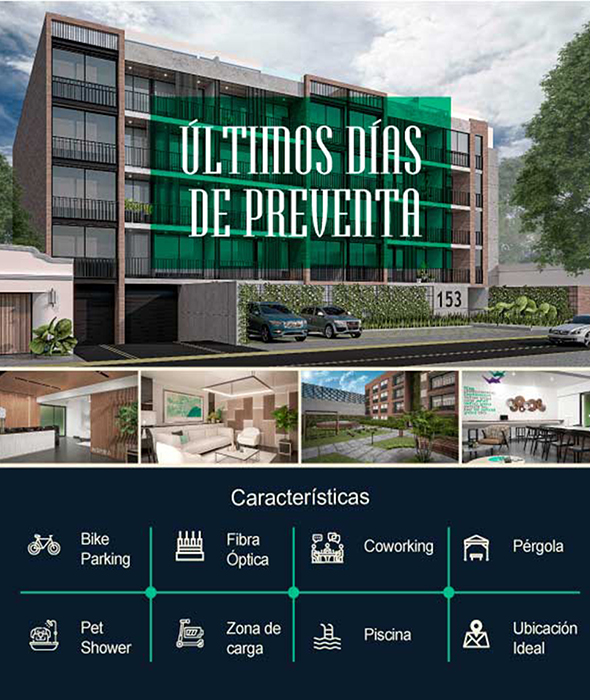 ÚLTIMOS DÍAS
DE PREVENTA
153
Características
Bike
Parking
Fibra
Óptica
Coworking
Pérgola
Pet
Shower
Zona de
carga
Piscina
Ubicación
Ideal